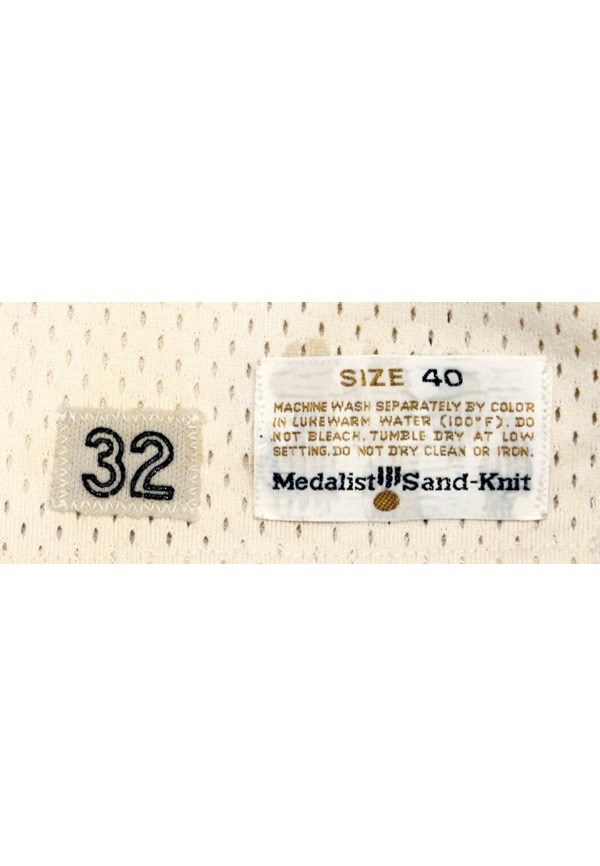 32
SIZE 40
MACHINE WASH SEPARATELY BY COLOR
IN LUKEWARM WATER (100°F). DO
NOT BLEACH. TUMBLE DRY AT LOW
SETTING. DO NOT DRY CLEAN OR IRON.
Medalist Sand-Knit